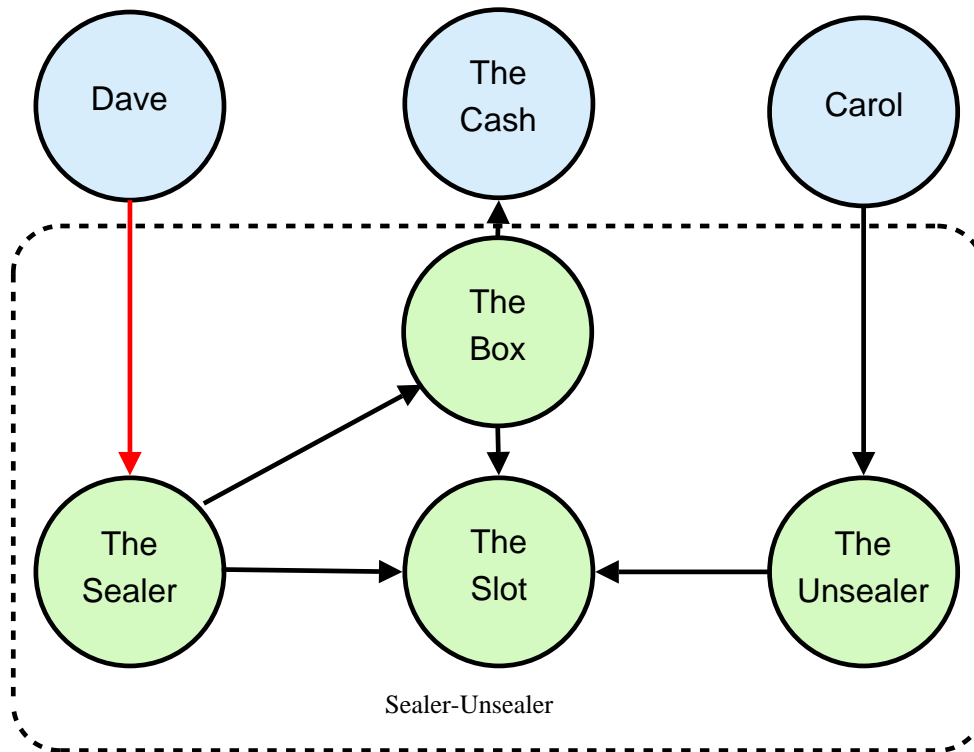 Dave
The
Cash
Carol
The
Box
The
Sealer
The
Slot
The
Unsealer
Sealer-Unsealer